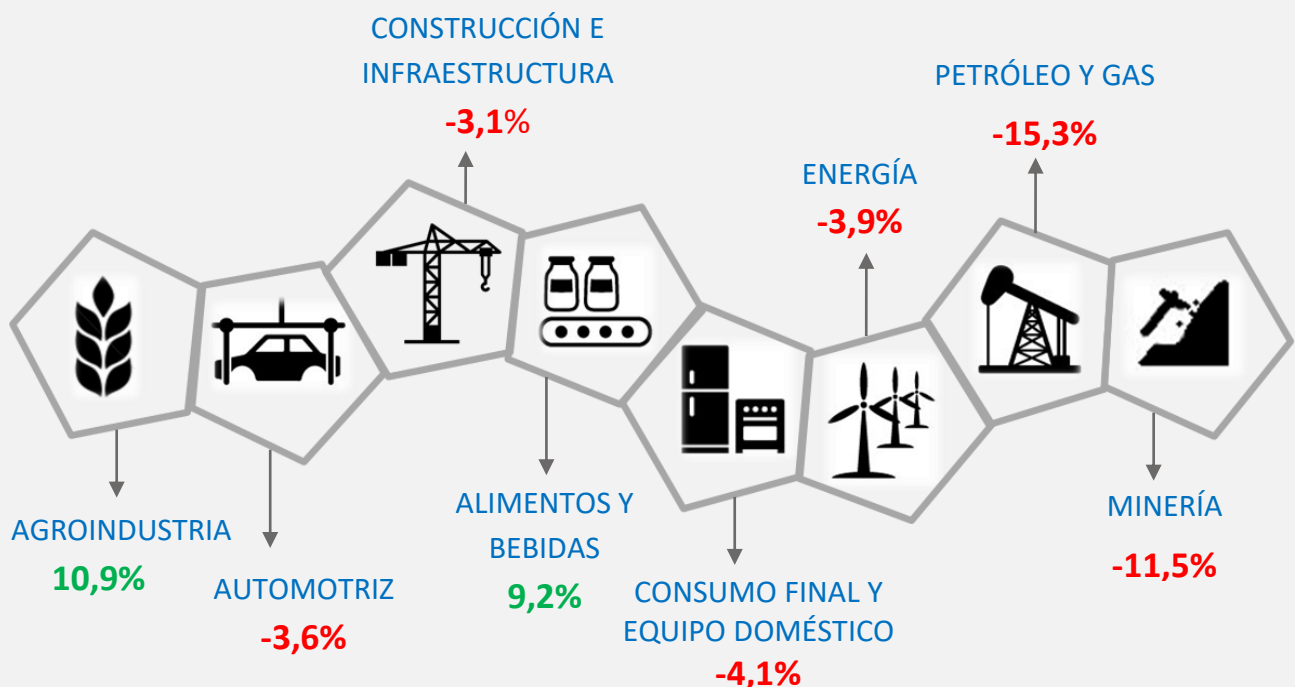 CONSTRUCCIÓN E
INFRAESTRUCTURA
-3,1%
PETRÓLEO Y GAS
-15,3%
ENERGÍA
-3,9%
AGROINDUSTRIA
10,9%
AUTOMOTRIZ
-3,6%
ALIMENTOS Y
BEBIDAS
9,2%
CONSUMO FINAL Y
EQUIPO DOMÉSTICO
-4,1%
MINERÍA
-11,5%